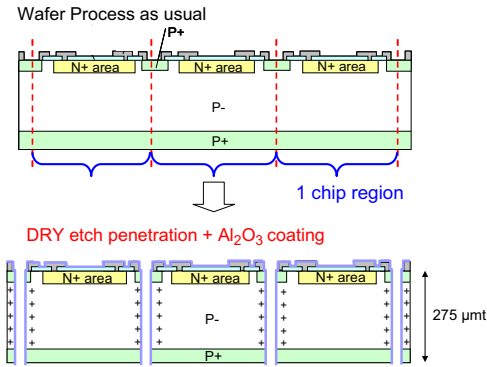 Wafer Process as usual
P+
N+ area N+ area N+ area
P-
P+
1 chip region
DRY etch penetration + Al₂O₃ coating
N+ area N+ area N+ area
+ + + + + +
+ + + + + +
+ + + + + +
P-
275 µmt
+ + + + + +
+ + + + + +
P+